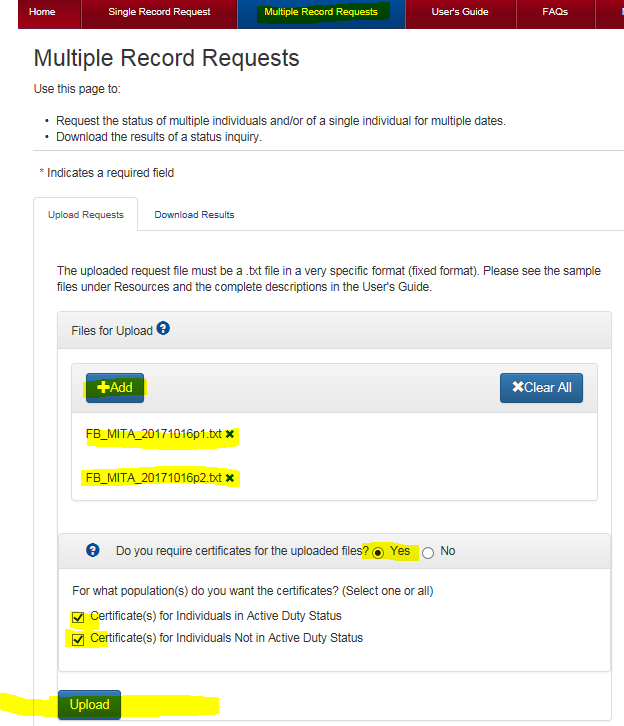 Home Single Record Request Multiple Record Requests User's Guide FAQs
Multiple Record Requests
Use this page to:
• Request the status of multiple individuals and/or of a single individual for multiple dates.
• Download the results of a status inquiry.
* Indicates a required field
Upload Requests Download Results
The uploaded request file must be a .txt file in a very specific format (fixed format). Please see the sample
files under Resources and the complete descriptions in the User's Guide.
Files for Upload ?
+Add ✖Clear All
FB_MITA_20171016p1.txt ✖
FB_MITA_20171016p2.txt ✖
? Do you require certificates for the uploaded files? Yes No
For what population(s) do you want the certificates? (Select one or all)
Certificate(s) for Individuals in Active Duty Status
Certificate(s) for Individuals Not in Active Duty Status
Upload